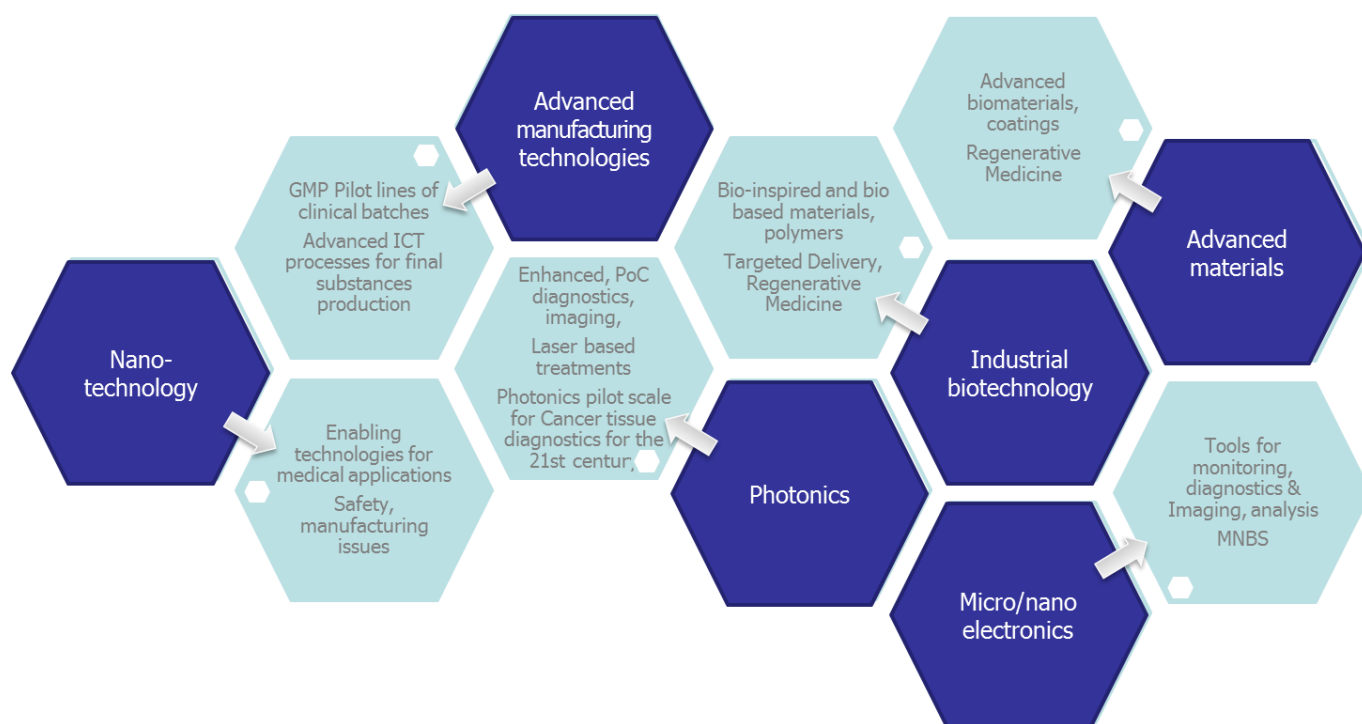 Advanced
manufacturing
technologies
Advanced
biomaterials,
coatings
Regenerative
Medicine
GMP Pilot lines of
clinical batches
Advanced ICT
processes for final
substances
production
Bio-inspired and bio
based materials,
polymers
Targeted Delivery,
Regenerative
Medicine
Advanced
materials
Enhanced, PoC
diagnostics,
imaging,
Laser based
treatments
Photonics pilot scale
for Cancer tissue
diagnostics for the
21st century
Nano-
technology
Industrial
biotechnology
Enabling
technologies for
medical applications
Safety,
manufacturing
issues
Photonics
Tools for
monitoring,
diagnostics &
Imaging, analysis
MNBS
Micro/nano
electronics